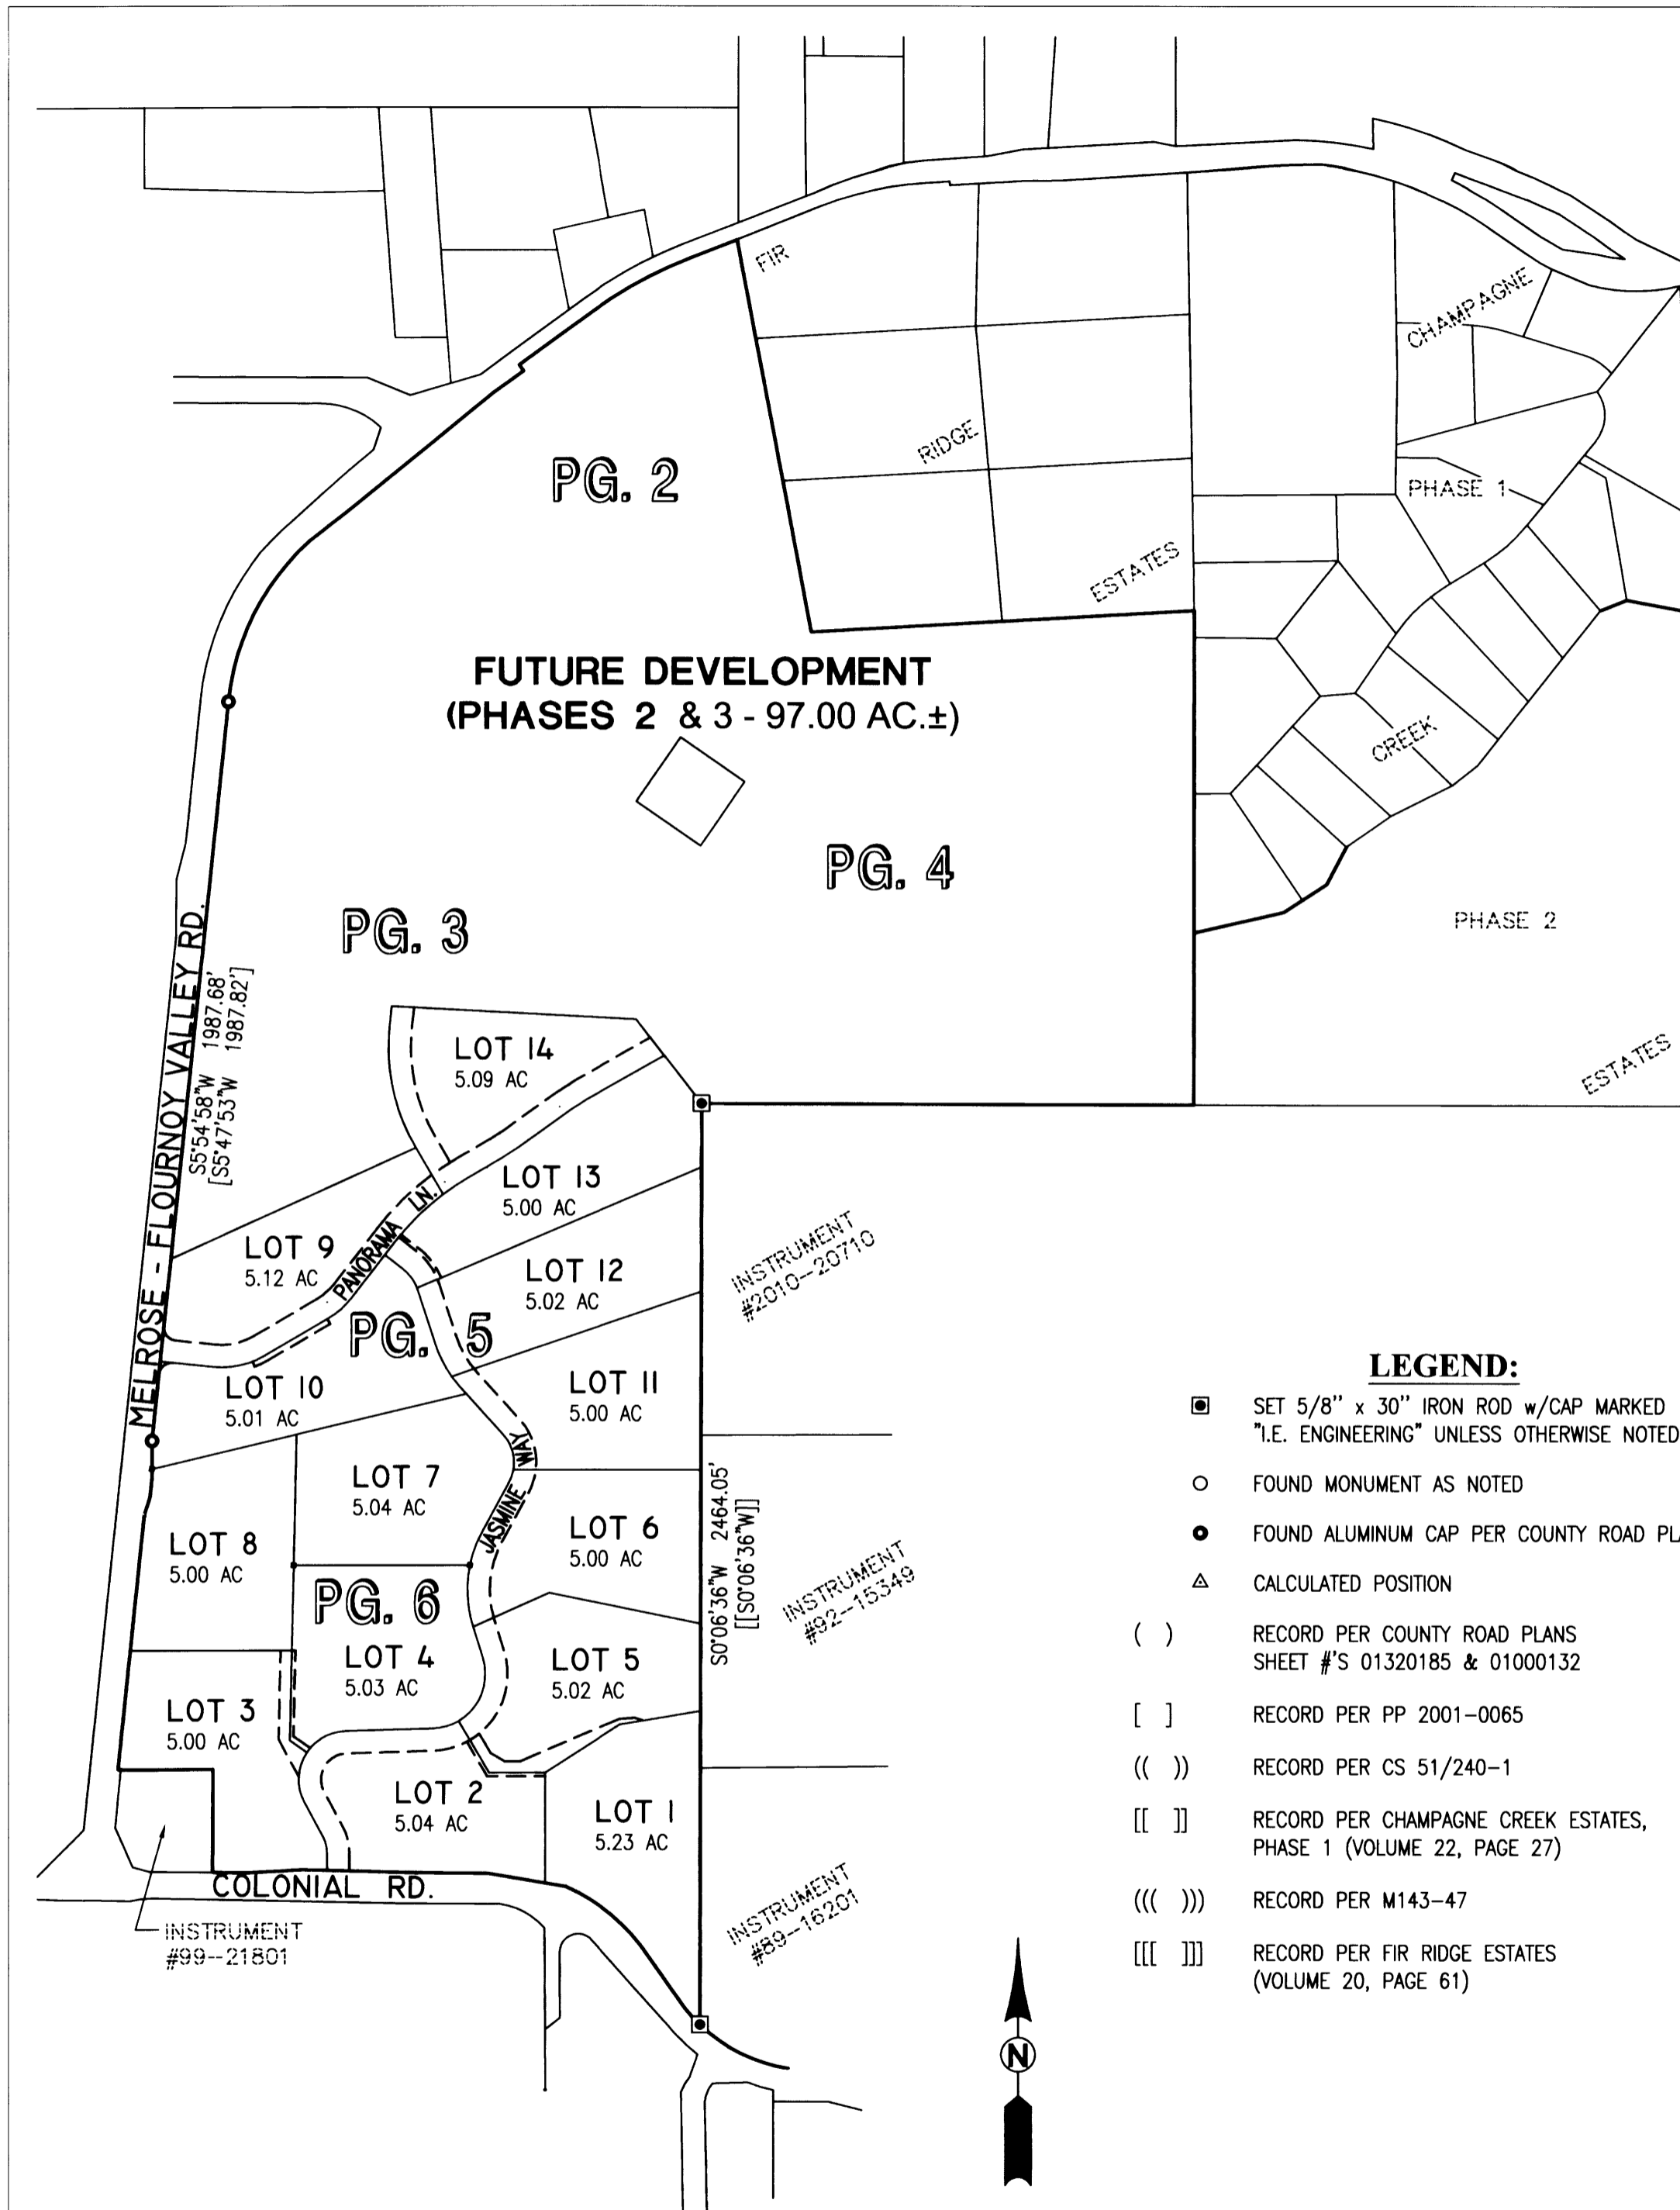 FIR
RIDGE
ESTATES
CHAMPAGNE
PHASE 1
CREEK
PHASE 2
ESTATES
PG. 2
FUTURE DEVELOPMENT
(PHASES 2 & 3 - 97.00 AC.±)
PG. 4
PG. 3
MELROSE - FLOURNOY VALLEY RD.
S5°54'58"W 1987.68'
[S5°47'53"W 1987.82']
LOT 14
5.09 AC
LOT 13
5.00 AC
PANORAMA LN.
LOT 9
5.12 AC
LOT 12
5.02 AC
PG. 5
LOT 10
5.01 AC
LOT 11
5.00 AC
JASMINE WAY
LOT 7
5.04 AC
LOT 8
5.00 AC
LOT 6
5.00 AC
PG. 6
LOT 4
5.03 AC
LOT 5
5.02 AC
LOT 3
5.00 AC
LOT 2
5.04 AC
LOT 1
5.23 AC
COLONIAL RD.
INSTRUMENT
#99--21801
S0°06'36"W 2464.05'
[[S0°06'36"W]]
INSTRUMENT
#2010--20710
INSTRUMENT
#92--15349
INSTRUMENT
#89--16201
N
LEGEND:
SET 5/8" x 30" IRON ROD w/CAP MARKED
"I.E. ENGINEERING" UNLESS OTHERWISE NOTED
FOUND MONUMENT AS NOTED
FOUND ALUMINUM CAP PER COUNTY ROAD PLA
CALCULATED POSITION
( ) RECORD PER COUNTY ROAD PLANS
SHEET #'S 01320185 & 01000132
[ ] RECORD PER PP 2001-0065
(( )) RECORD PER CS 51/240-1
[[ ]] RECORD PER CHAMPAGNE CREEK ESTATES,
PHASE 1 (VOLUME 22, PAGE 27)
((( ))) RECORD PER M143-47
[[[ ]]] RECORD PER FIR RIDGE ESTATES
(VOLUME 20, PAGE 61)